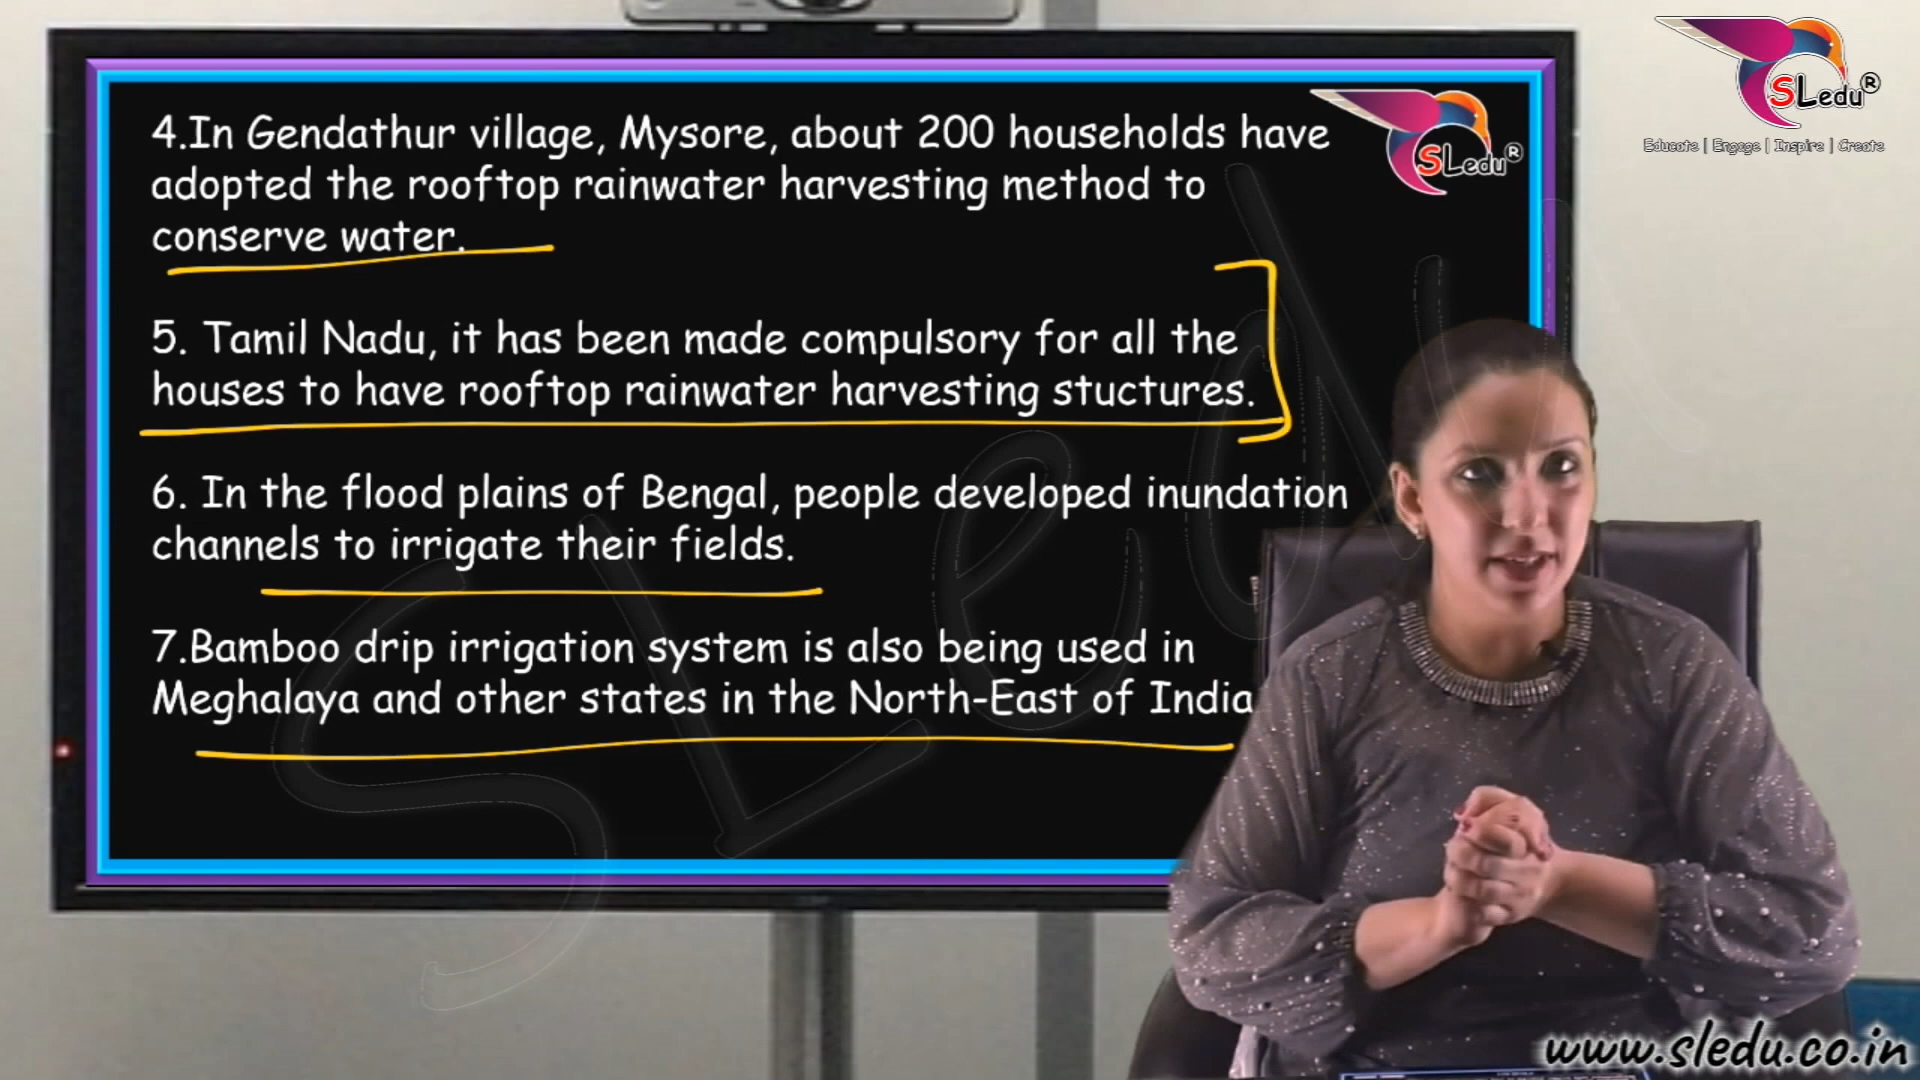 4.In Gendathur village, Mysore, about 200 households have
adopted the rooftop rainwater harvesting method to
conserve water.
5. Tamil Nadu, it has been made compulsory for all the
houses to have rooftop rainwater harvesting stuctures.
6. In the flood plains of Bengal, people developed inundation
channels to irrigate their fields.
7.Bamboo drip irrigation system is also being used in
Meghalaya and other states in the North-East of India
SLedu®
SLedu®
Educate | Engage | Inspire | Create
SLedu
www.sledu.co.in